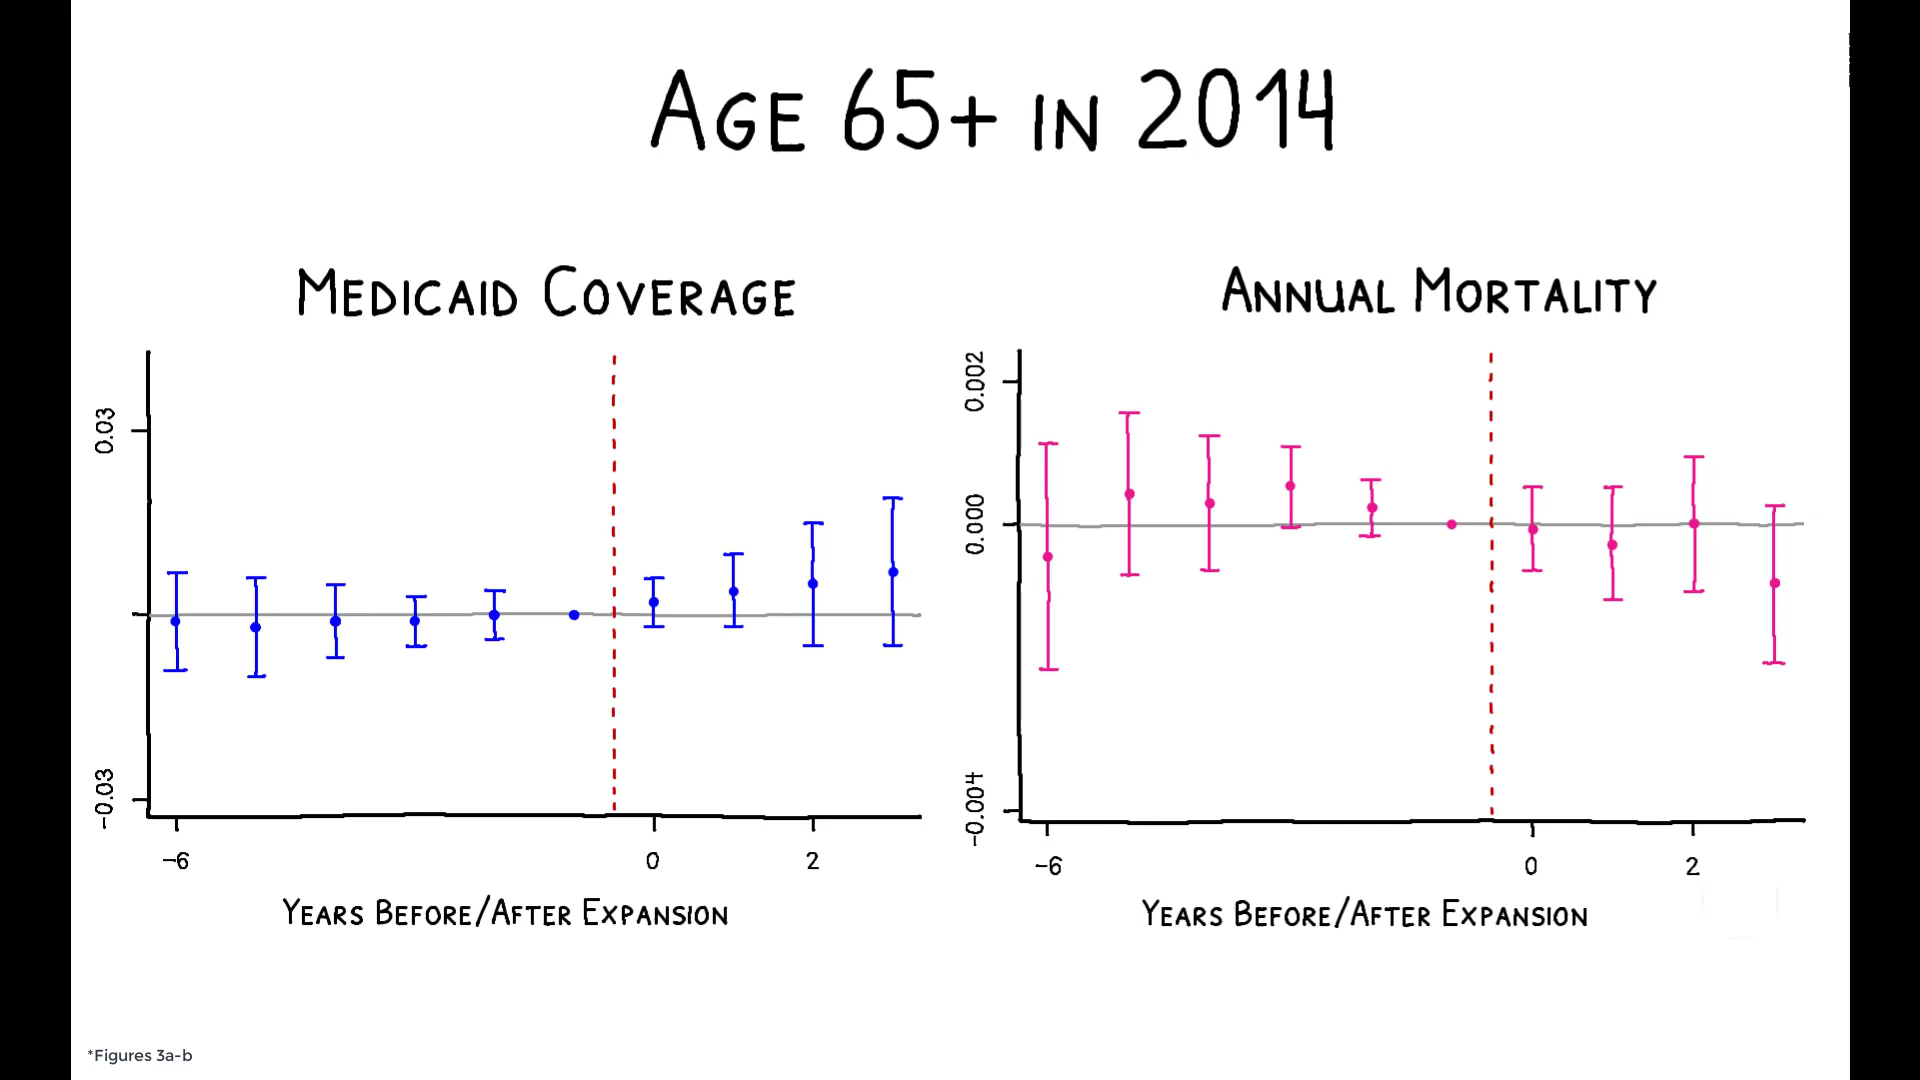 AGE 65+ IN 2014
MEDICAID COVERAGE
0.03
-0.03
-6
0
2
YEARS BEFORE/AFTER EXPANSION
ANNUAL MORTALITY
0.002
0.000
-0.004
-6
0
2
YEARS BEFORE/AFTER EXPANSION
*Figures 3a-b